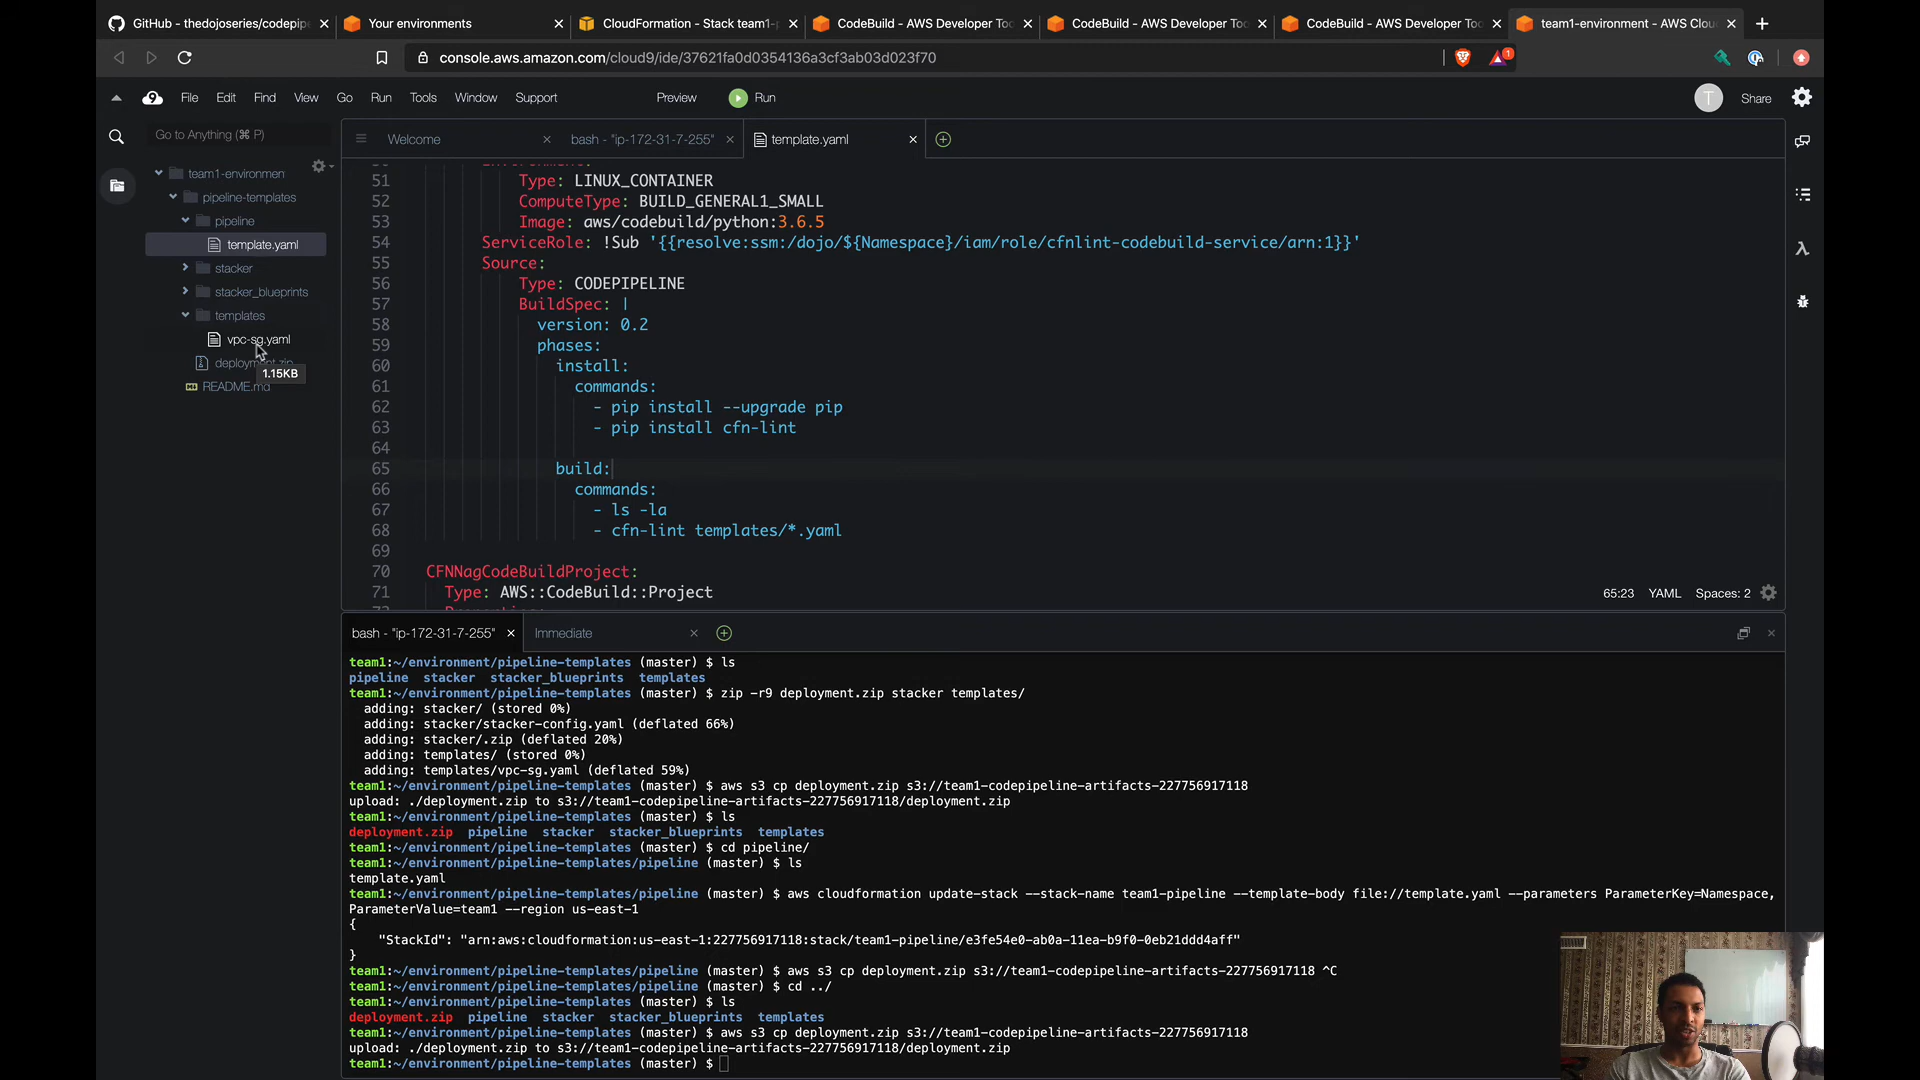 GitHub - thedojoseries/codepip
Your environments
CloudFormation - Stack team1-p
CodeBuild - AWS Developer Too
CodeBuild - AWS Developer Too
CodeBuild - AWS Developer Too
team1-environment - AWS Clou
console.aws.amazon.com/cloud9/ide/37621fa0d0354136a3cf3ab03d023f70
1
9
File
Edit
Find
View
Go
Run
Tools
Window
Support
Preview
Run
T
Share
Go to Anything (⌘ P)
Welcome
bash - "ip-172-31-7-255"
template.yaml
team1-environment
pipeline-templates
pipeline
template.yaml
stacker
stacker_blueprints
templates
vpc-sg.yaml
deployment.zip
1.15KB
README.md
51 Type: LINUX_CONTAINER
52 ComputeType: BUILD_GENERAL1_SMALL
53 Image: aws/codebuild/python:3.6.5
54 ServiceRole: !Sub '{{resolve:ssm:/dojo/${Namespace}/iam/role/cfnlint-codebuild-service/arn:1}}'
55 Source:
56 Type: CODEPIPELINE
57 BuildSpec: |
58 version: 0.2
59 phases:
60 install:
61 commands:
62 - pip install --upgrade pip
63 - pip install cfn-lint
64
65 build:
66 commands:
67 - ls -la
68 - cfn-lint templates/*.yaml
69
70 CFNNagCodeBuildProject:
71 Type: AWS::CodeBuild::Project
65:23 YAML Spaces: 2
bash - "ip-172-31-7-255"
Immediate
team1:~/environment/pipeline-templates (master) $ ls
pipeline stacker stacker_blueprints templates
team1:~/environment/pipeline-templates (master) $ zip -r9 deployment.zip stacker templates/
adding: stacker/ (stored 0%)
adding: stacker/stacker-config.yaml (deflated 66%)
adding: stacker/.zip (deflated 20%)
adding: templates/ (stored 0%)
adding: templates/vpc-sg.yaml (deflated 59%)
team1:~/environment/pipeline-templates (master) $ aws s3 cp deployment.zip s3://team1-codepipeline-artifacts-227756917118
upload: ./deployment.zip to s3://team1-codepipeline-artifacts-227756917118/deployment.zip
team1:~/environment/pipeline-templates (master) $ ls
deployment.zip pipeline stacker stacker_blueprints templates
team1:~/environment/pipeline-templates (master) $ cd pipeline/
team1:~/environment/pipeline-templates/pipeline (master) $ ls
template.yaml
team1:~/environment/pipeline-templates/pipeline (master) $ aws cloudformation update-stack --stack-name team1-pipeline --template-body file://template.yaml --parameters ParameterKey=Namespace,
ParameterValue=team1 --region us-east-1
{
"StackId": "arn:aws:cloudformation:us-east-1:227756917118:stack/team1-pipeline/e3fe54e0-ab0a-11ea-b9f0-0eb21ddd4aff"
}
team1:~/environment/pipeline-templates/pipeline (master) $ aws s3 cp deployment.zip s3://team1-codepipeline-artifacts-227756917118 ^C
team1:~/environment/pipeline-templates/pipeline (master) $ cd ../
team1:~/environment/pipeline-templates (master) $ ls
deployment.zip pipeline stacker stacker_blueprints templates
team1:~/environment/pipeline-templates (master) $ aws s3 cp deployment.zip s3://team1-codepipeline-artifacts-227756917118
upload: ./deployment.zip to s3://team1-codepipeline-artifacts-227756917118/deployment.zip
team1:~/environment/pipeline-templates (master) $